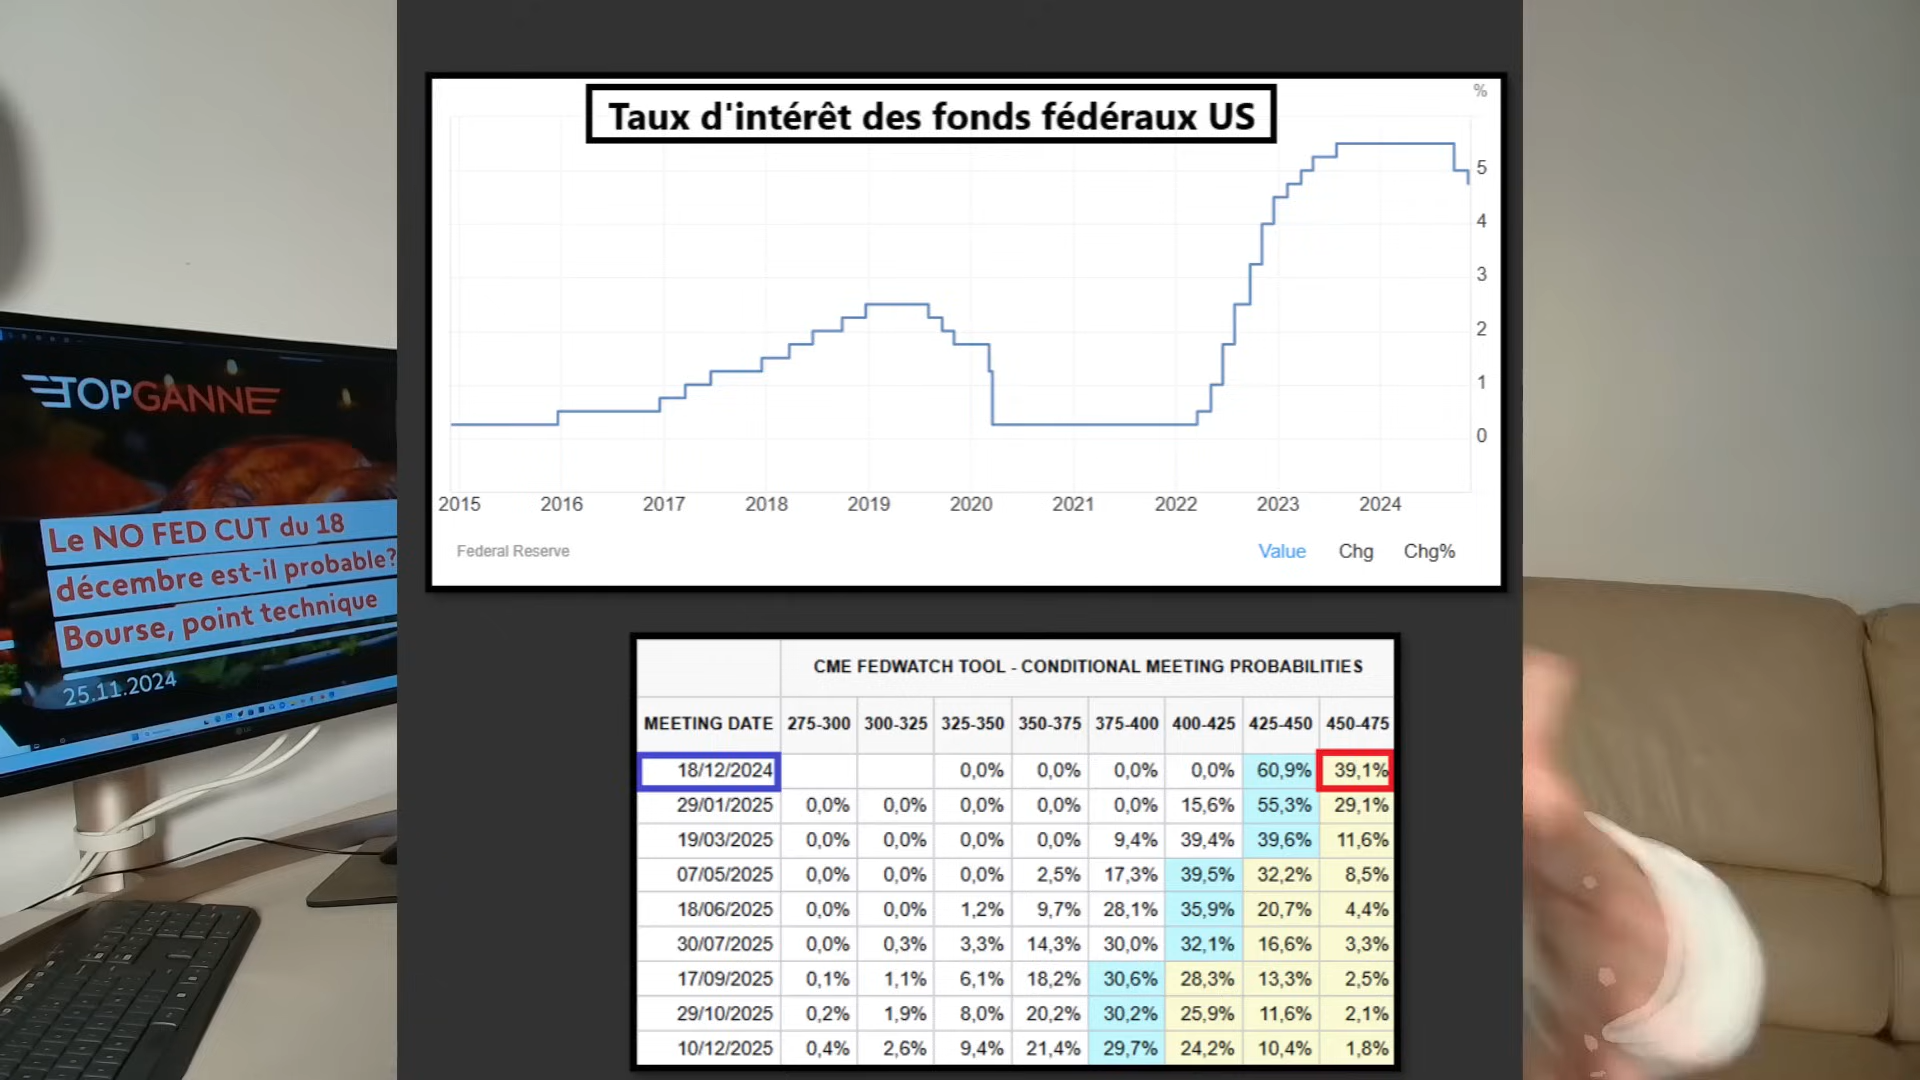 TOPGANNE
Le NO FED CUT du 18
décembre est-il probable?
Bourse, point technique
25.11.2024
Taux d'intérêt des fonds fédéraux US
%
5
4
3
2
1
0
2015 2016 2017 2018 2019 2020 2021 2022 2023 2024
Federal Reserve Value Chg Chg%
CME FEDWATCH TOOL - CONDITIONAL MEETING PROBABILITIES
MEETING DATE 275-300 300-325 325-350 350-375 375-400 400-425 425-450 450-475
18/12/2024 0,0% 0,0% 0,0% 0,0% 60,9% 39,1%
29/01/2025 0,0% 0,0% 0,0% 0,0% 0,0% 15,6% 55,3% 29,1%
19/03/2025 0,0% 0,0% 0,0% 0,0% 9,4% 39,4% 39,6% 11,6%
07/05/2025 0,0% 0,0% 0,0% 2,5% 17,3% 39,5% 32,2% 8,5%
18/06/2025 0,0% 0,0% 1,2% 9,7% 28,1% 35,9% 20,7% 4,4%
30/07/2025 0,0% 0,3% 3,3% 14,3% 30,0% 32,1% 16,6% 3,3%
17/09/2025 0,1% 1,1% 6,1% 18,2% 30,6% 28,3% 13,3% 2,5%
29/10/2025 0,2% 1,9% 8,0% 20,2% 30,2% 25,9% 11,6% 2,1%
10/12/2025 0,4% 2,6% 9,4% 21,4% 29,7% 24,2% 10,4% 1,8%